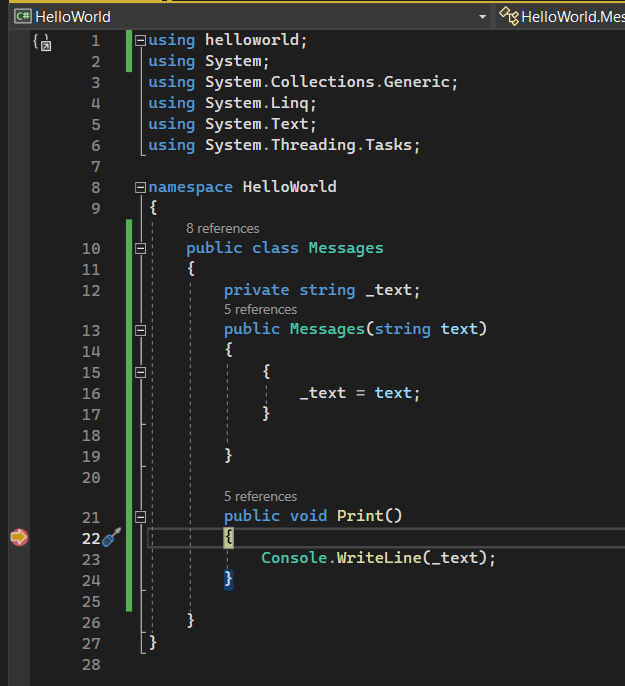 C# HelloWorld HelloWorld.Mes
1 using helloworld;
2 using System;
3 using System.Collections.Generic;
4 using System.Linq;
5 using System.Text;
6 using System.Threading.Tasks;
7
8 namespace HelloWorld
9 {
8 references
10 public class Messages
11 {
12 private string _text;
5 references
13 public Messages(string text)
14 {
15 {
16 _text = text;
17 }
18
19 }
20
5 references
21 public void Print()
22 {
23 Console.WriteLine(_text);
24 }
25
26 }
27 }
28